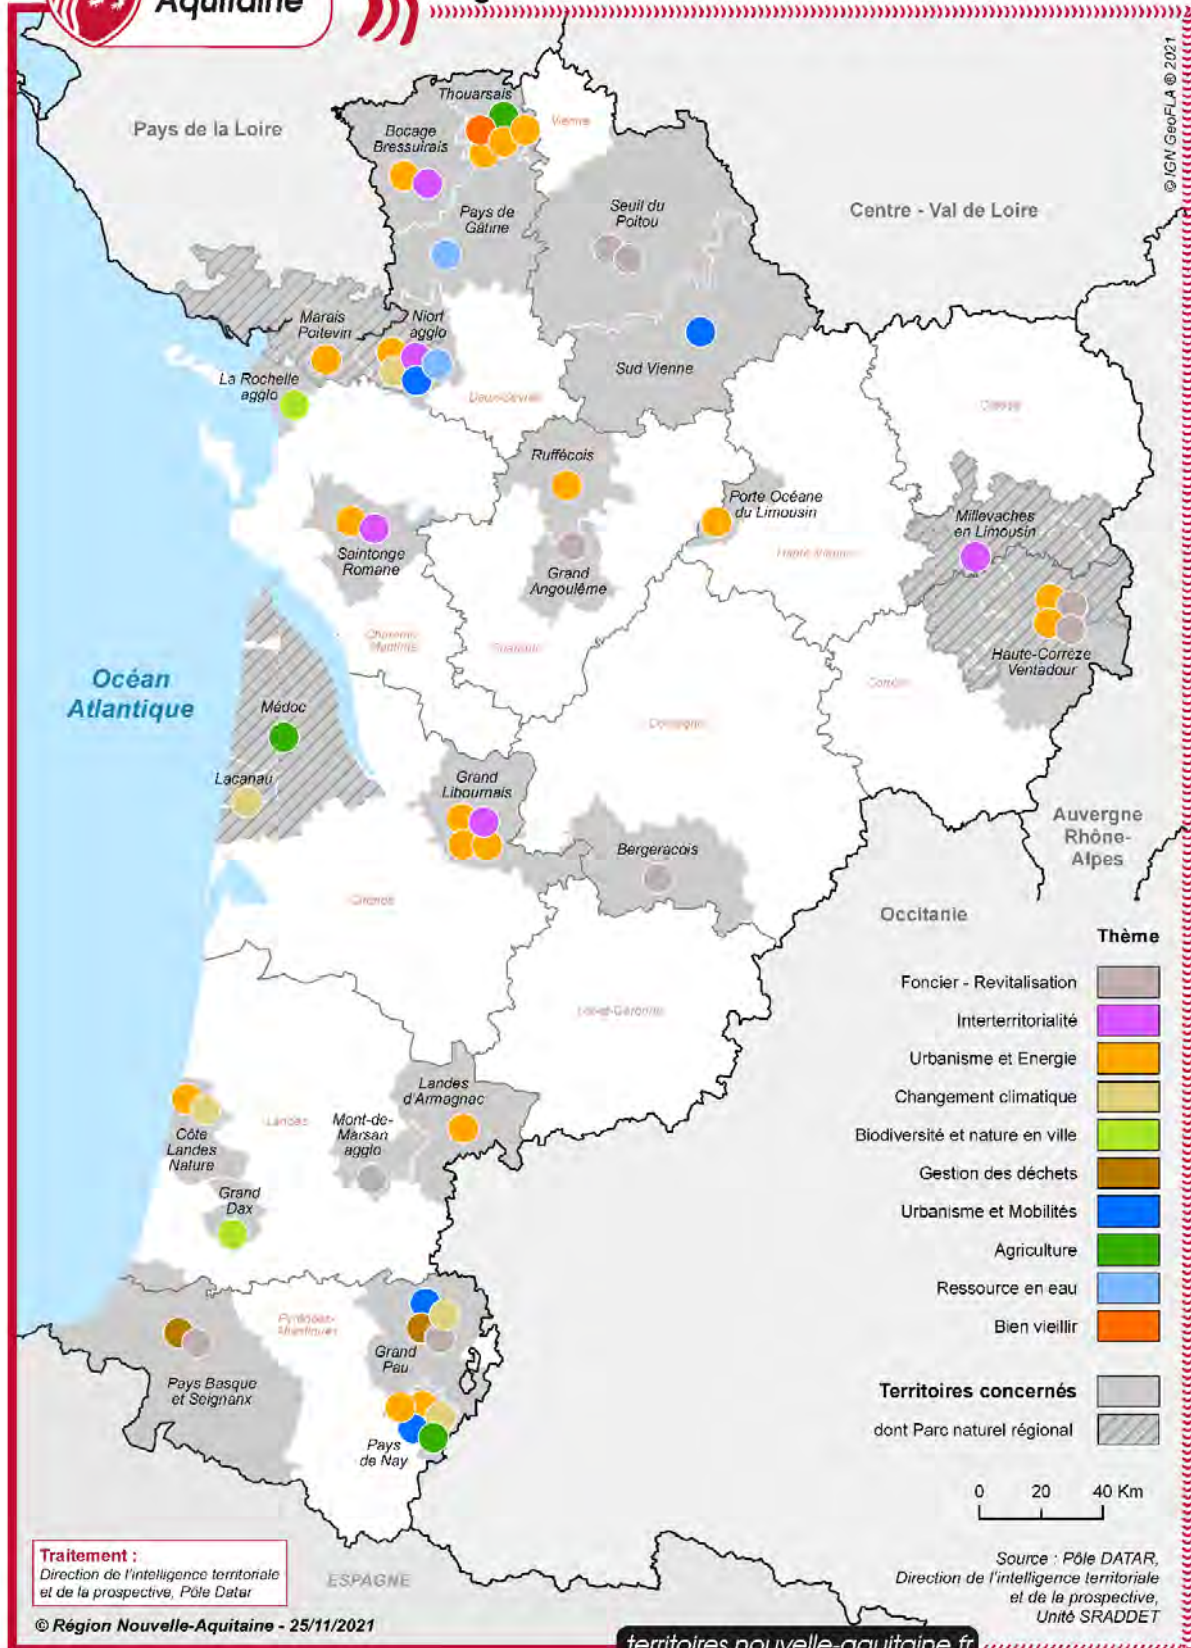 Aquitaine
© IGN GeoFLA ® 2021
Thouarsais
Vienne
Pays de la Loire
Bocage
Bressuirais
Pays de
Gâtine
Seuil du
Poitou
Centre - Val de Loire
Marais
Poitevin
Niort
agglo
Sud Vienne
La Rochelle
agglo
Deux-Sèvres
Creuse
Ruffécois
Porte Océane
du Limousin
Millevaches
en Limousin
Saintonge
Romane
Grand
Angoulême
Haute-Vienne
Charente-
Maritime
Charente
Haute-Corrèze
Ventadour
Océan
Atlantique
Médoc
Corrèze
Dordogne
Lacanau
Grand
Libournais
Auvergne
Rhône-
Alpes
Bergeracois
Gironde
Occitanie
Thème
Foncier - Revitalisation
Interterritorialité
Urbanisme et Energie
Changement climatique
Biodiversité et nature en ville
Gestion des déchets
Urbanisme et Mobilités
Agriculture
Ressource en eau
Bien vieillir
Territoires concernés
dont Parc naturel régional
Lot-et-Garonne
Landes
d'Armagnac
Côte
Landes
Nature
Landes
Mont-de-
Marsan
agglo
Grand
Dax
Pyrénées-
Atlantiques
Grand
Pau
Pays Basque
et Seignanx
Pays
de Nay
0 20 40 Km
Traitement :
Direction de l'intelligence territoriale
et de la prospective, Pôle Datar
ESPAGNE
Source : Pôle DATAR,
Direction de l'intelligence territoriale
et de la prospective,
Unité SRADDET
© Région Nouvelle-Aquitaine - 25/11/2021
territoires.nouvelle-aquitaine.fr